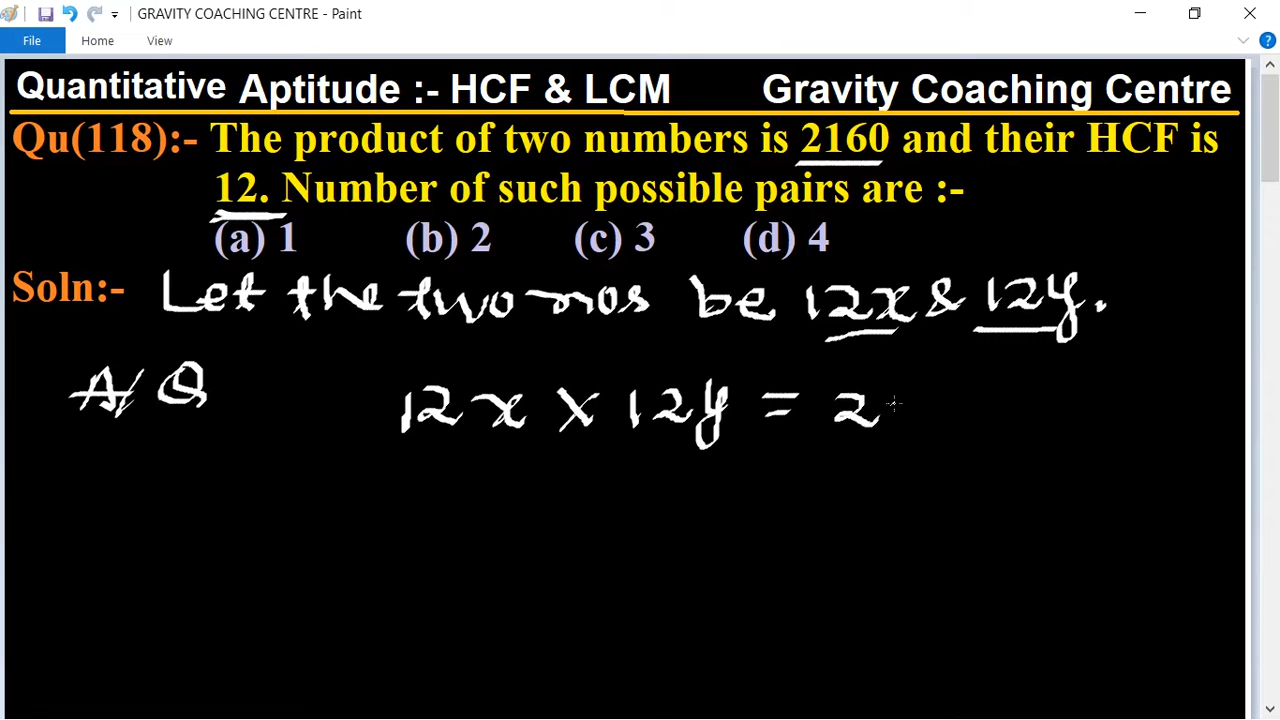 GRAVITY COACHING CENTRE - Paint
File Home View
Quantitative Aptitude :- HCF & LCM Gravity Coaching Centre
Qu(118):- The product of two numbers is 2160 and their HCF is
12. Number of such possible pairs are :-
(a) 1 (b) 2 (c) 3 (d) 4
Soln:- Let the two nos be 12x & 12y.
A/Q 12x × 12y = 2